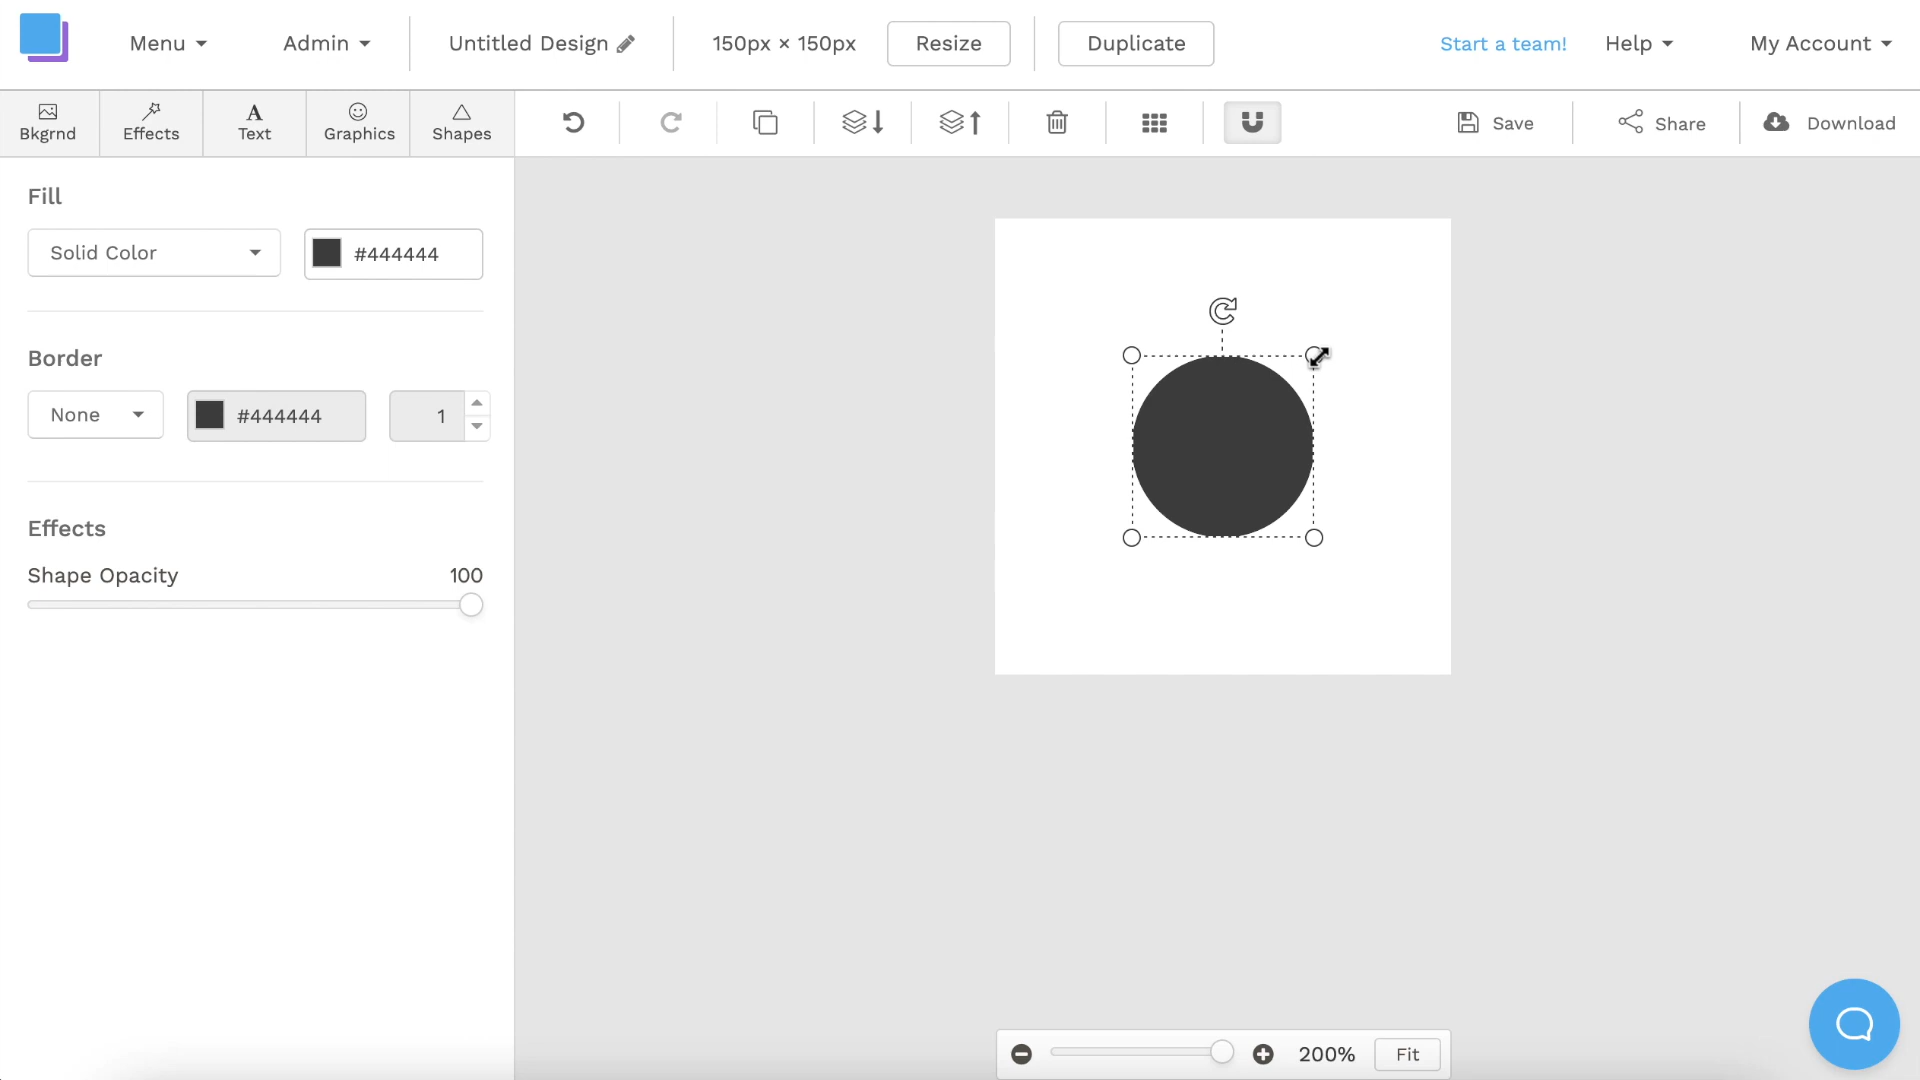 Menu Admin Untitled Design 150px × 150px Resize Duplicate Start a team! Help My Account
Bkgrnd Effects Text Graphics Shapes Save Share Download
Fill
Solid Color #444444
Border
None #444444 1
Effects
Shape Opacity 100
200% Fit